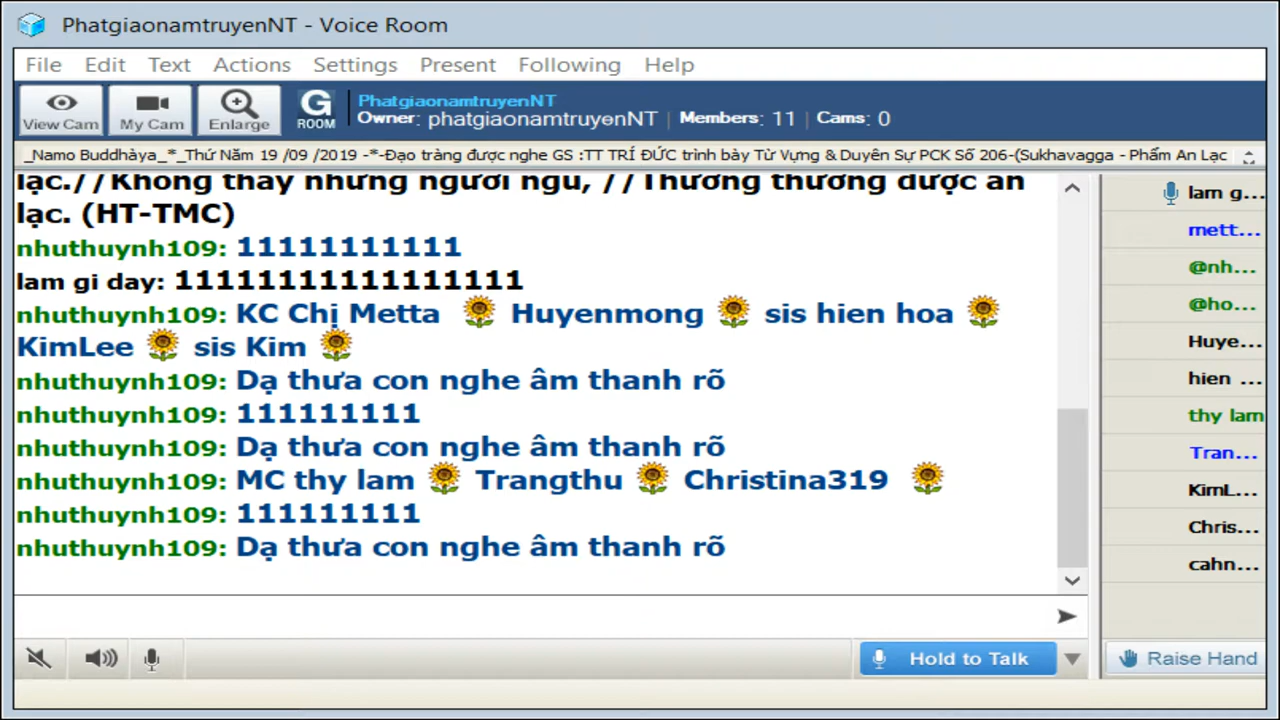 PhatgiaonamtruyenNT - Voice Room
File Edit Text Actions Settings Present Following Help
View Cam My Cam Enlarge G ROOM
PhatgiaonamtruyenNT
Owner: phatgiaonamtruyenNT | Members: 11 | Cams: 0
_Namo Buddhàya_*_Thứ Năm 19 /09 /2019 -*-Đạo tràng được nghe GS :TT TRÍ ĐỨC trình bày Từ Vựng & Duyên Sự PCK Số 206-(Sukhavagga - Phẩm An Lạc
lạc.//Không thấy những người ngu, //Thường thường được an
lạc. (HT-TMC)
nhuthuynh109: 11111111111
lam gi day: 11111111111111111
nhuthuynh109: KC Chị Metta 🌻 Huyenmong 🌻 sis hien hoa 🌻
KimLee 🌻 sis Kim 🌻
nhuthuynh109: Dạ thưa con nghe âm thanh rõ
nhuthuynh109: 111111111
nhuthuynh109: Dạ thưa con nghe âm thanh rõ
nhuthuynh109: MC thy lam 🌻 Trangthu 🌻 Christina319 🌻
nhuthuynh109: 111111111
nhuthuynh109: Dạ thưa con nghe âm thanh rõ
lam g...
mett...
@nh...
@ho...
Huye...
hien ...
thy lam
Tran...
KimL...
Chris...
cahn...
Hold to Talk
Raise Hand